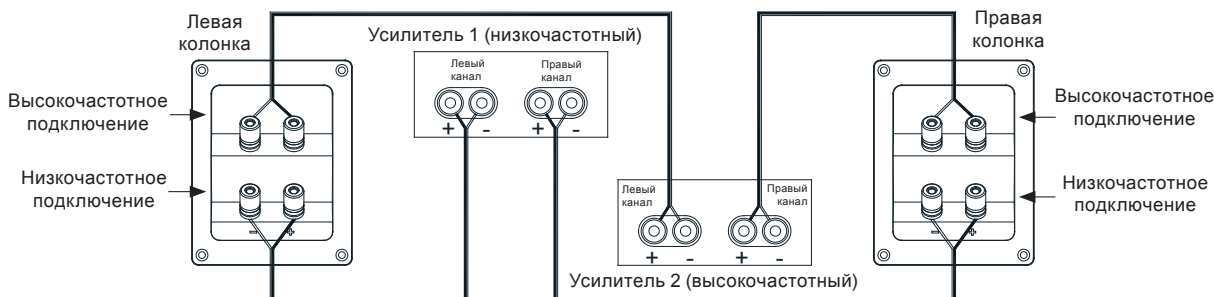 Левая
колонка
Усилитель 1 (низкочастотный)
Правая
колонка
Левый
канал
Правый
канал
Высокочастотное
подключение
+ -
+ -
Высокочастотное
подключение
Низкочастотное
подключение
Левый
канал
Правый
канал
Низкочастотное
подключение
- +
+ -
+ -
- +
Усилитель 2 (высокочастотный)